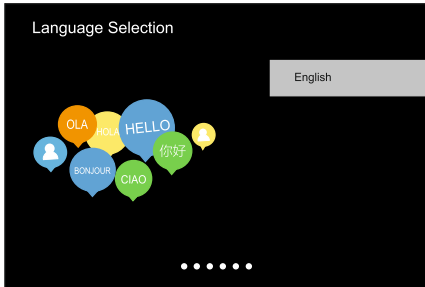 Language Selection
English
OLA
HOLA
HELLO
你好
BONJOUR
CIAO